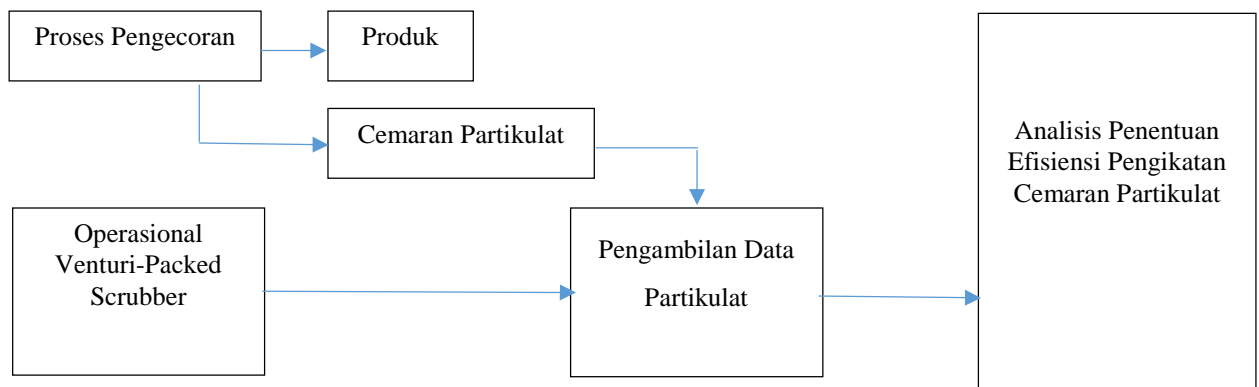 Proses Pengecoran
Produk
Cemaran Partikulat
Operasional
Venturi-Packed
Scrubber
Pengambilan Data
Partikulat
Analisis Penentuan
Efisiensi Pengikatan
Cemaran Partikulat